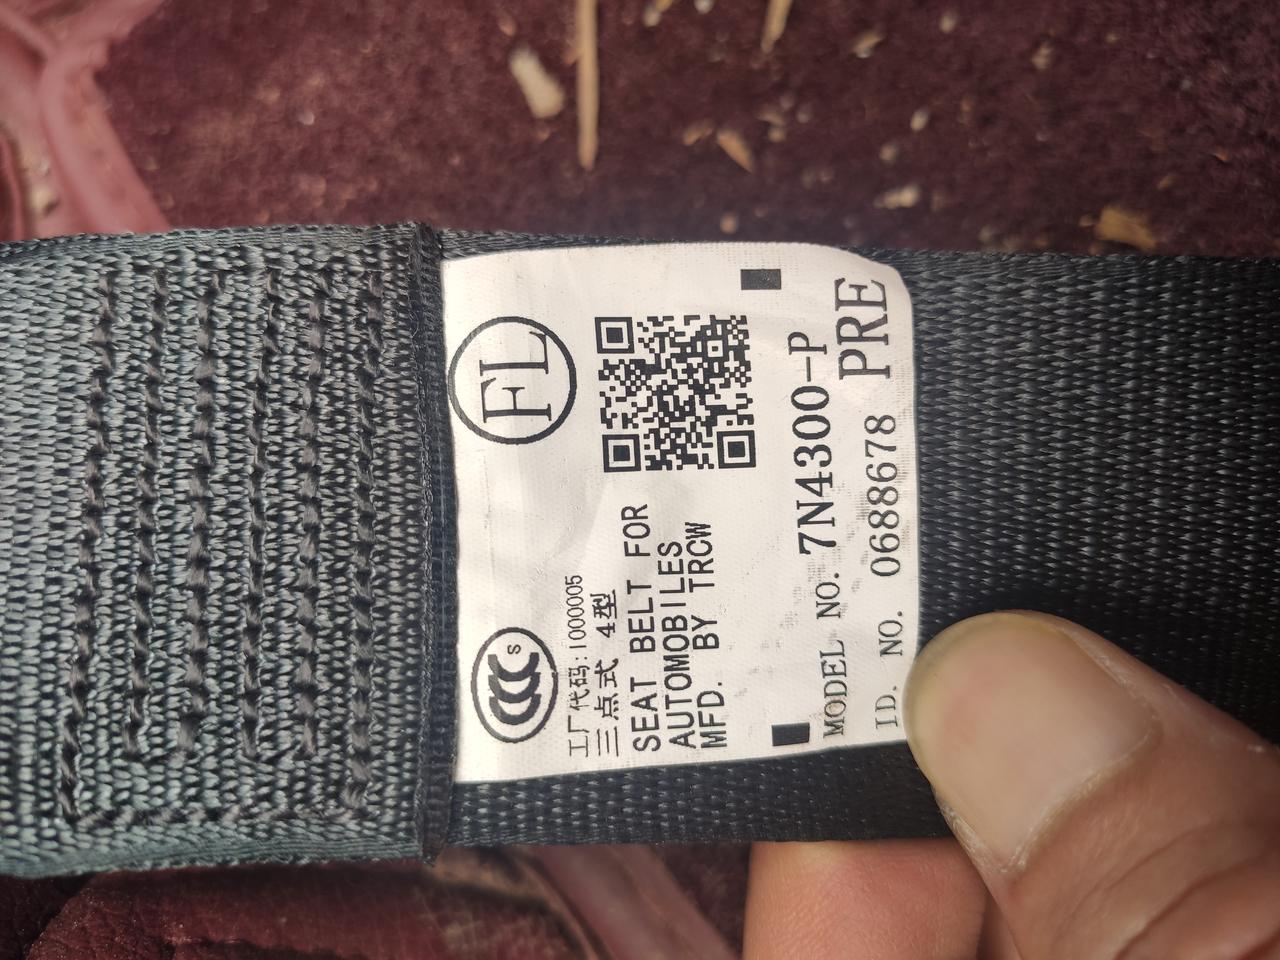 FL
CCC S
工厂代码:1000005
三点式 4型
SEAT BELT FOR
AUTOMOBILES
MFD. BY TRCW
MODEL NO. 7N4300-P
ID. NO. 0688678 PRE